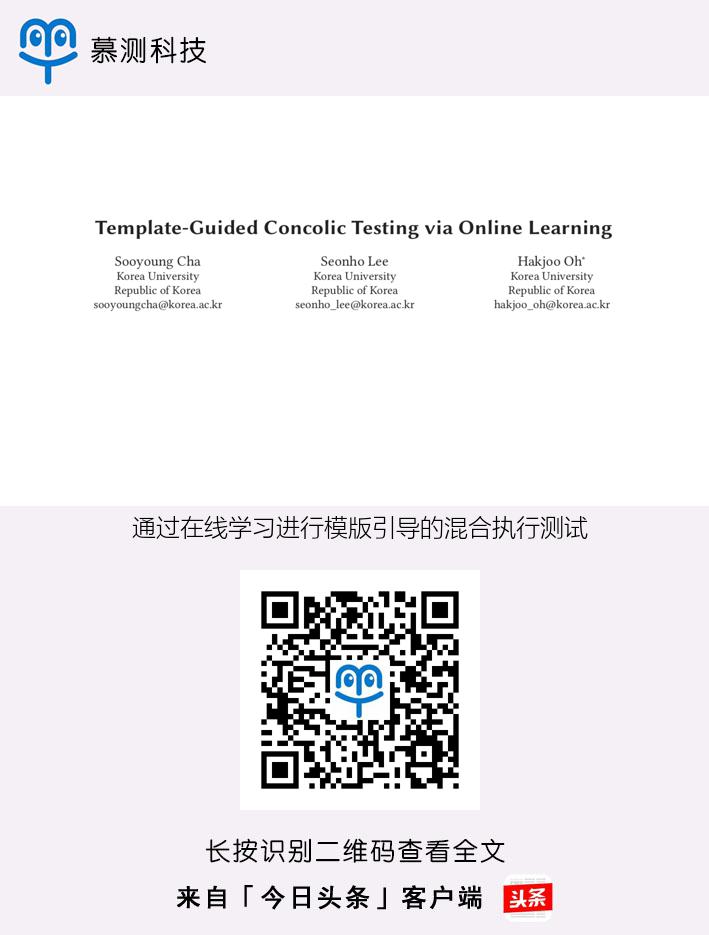 慕测科技
Template-Guided Concolic Testing via Online Learning
Sooyoung Cha
Korea University
Republic of Korea
sooyoungcha@korea.ac.kr
Seonho Lee
Korea University
Republic of Korea
seonho_lee@korea.ac.kr
Hakjoo Oh*
Korea University
Republic of Korea
hakjoo_oh@korea.ac.kr
通过在线学习进行模版引导的混合执行测试
长按识别二维码查看全文
来自「今日头条」客户端
头条